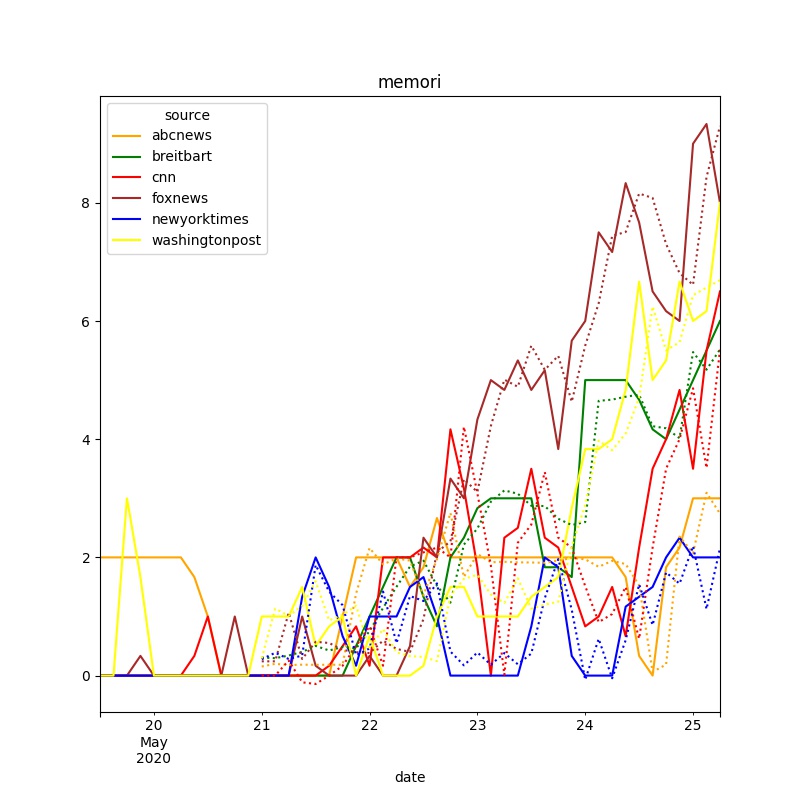 memori
source
abcnews
breitbart
cnn
foxnews
newyorktimes
washingtonpost
8
6
4
2
0
20 21 22 23 24 25
May
2020
date